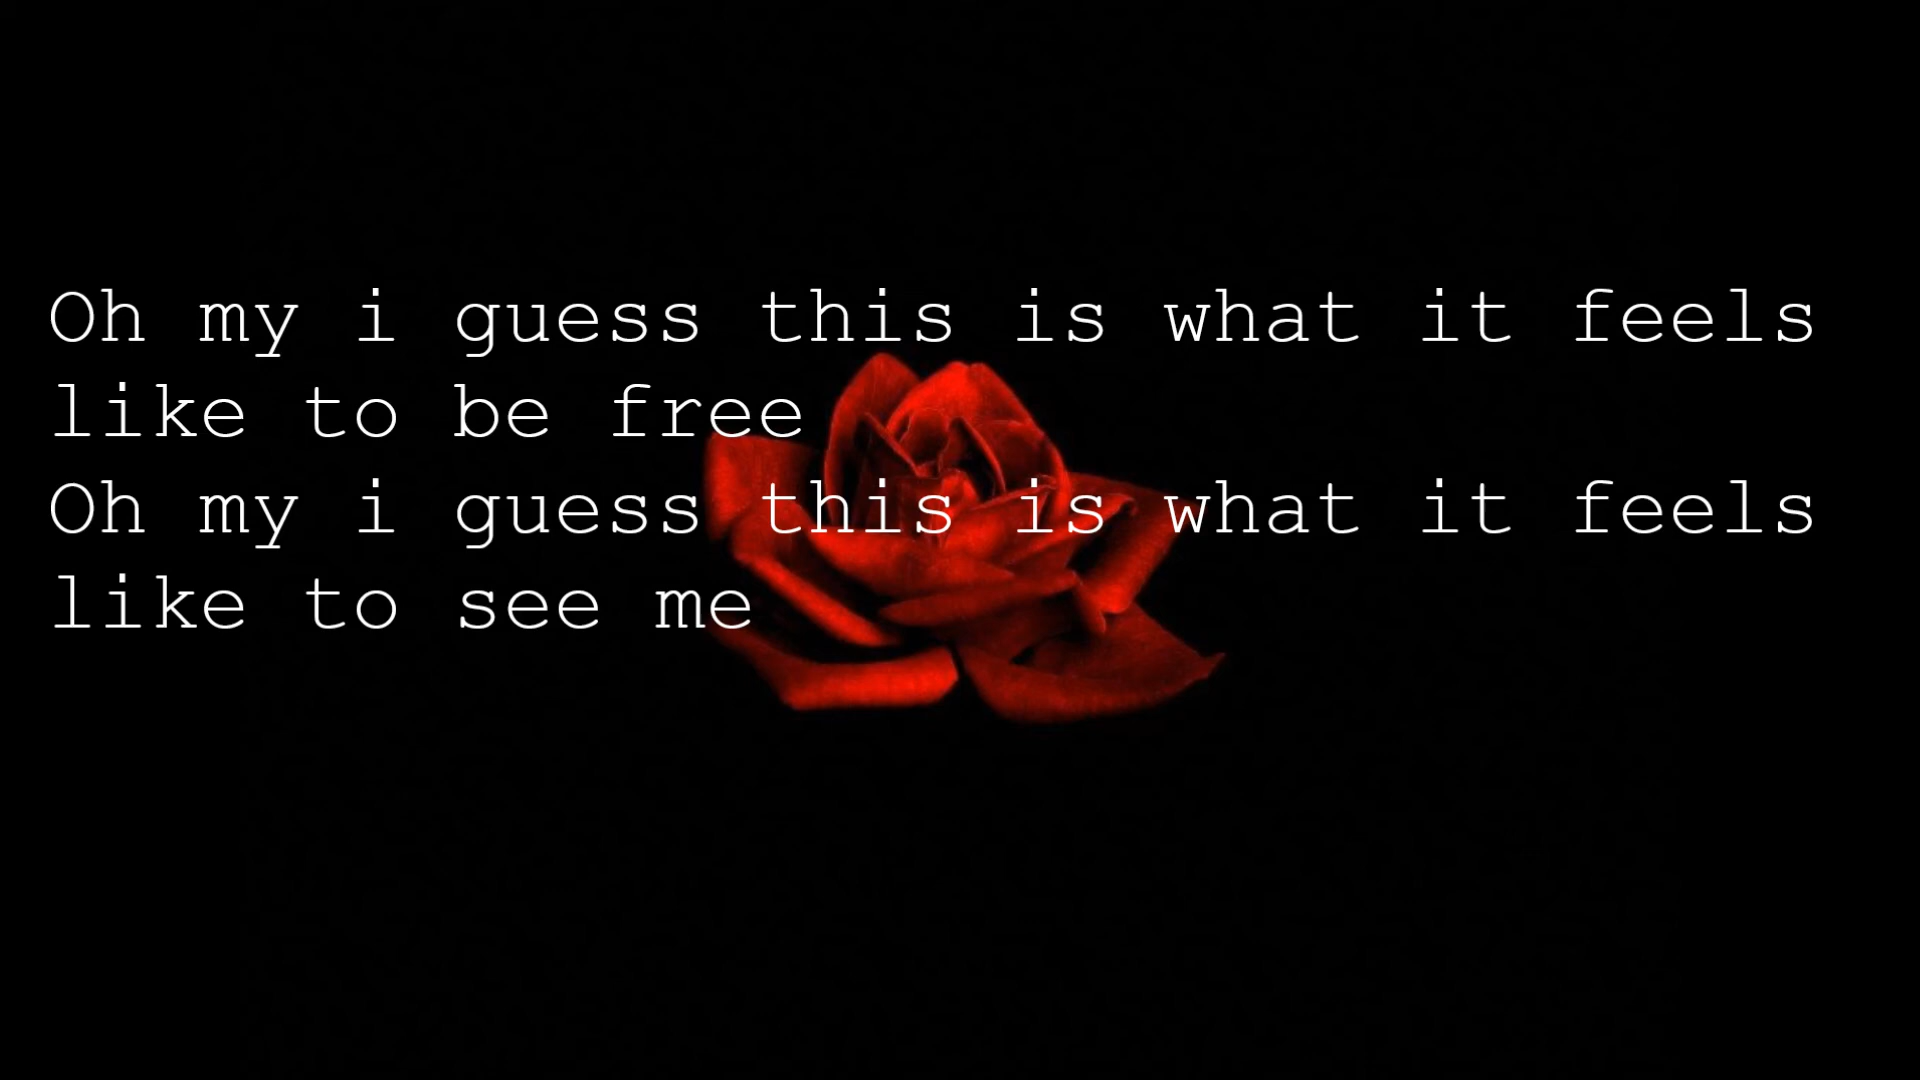 Oh my i guess this is what it feels
like to be free
Oh my i guess this is what it feels
like to see me